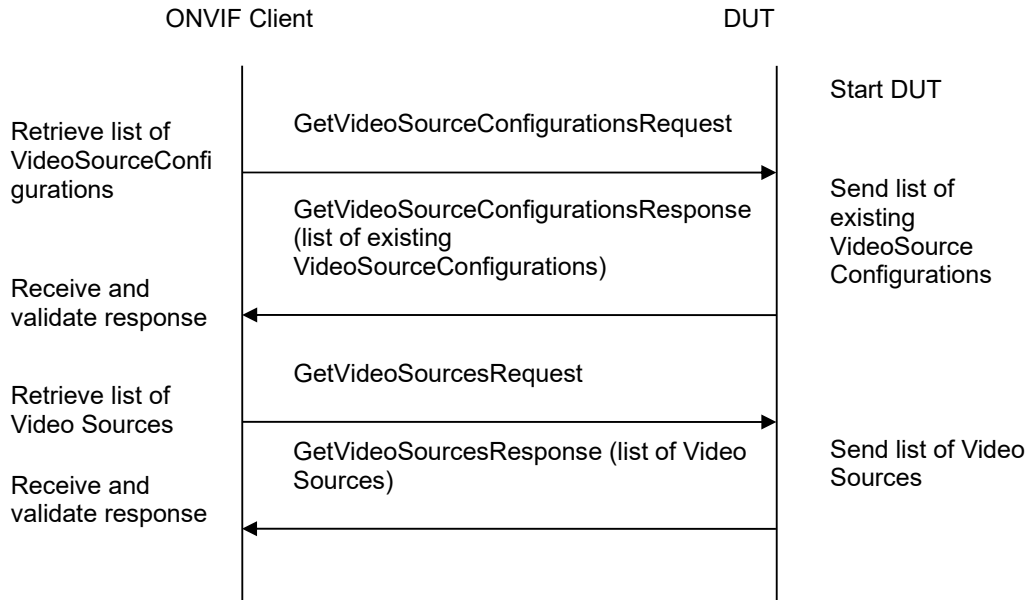 ONVIF Client
DUT
Start DUT
Retrieve list of
VideoSourceConfi
gurations
GetVideoSourceConfigurationsRequest
Send list of
existing
VideoSource
Configurations
GetVideoSourceConfigurationsResponse
(list of existing
VideoSourceConfigurations)
Receive and
validate response
GetVideoSourcesRequest
Retrieve list of
Video Sources
GetVideoSourcesResponse (list of Video
Sources)
Send list of Video
Sources
Receive and
validate response